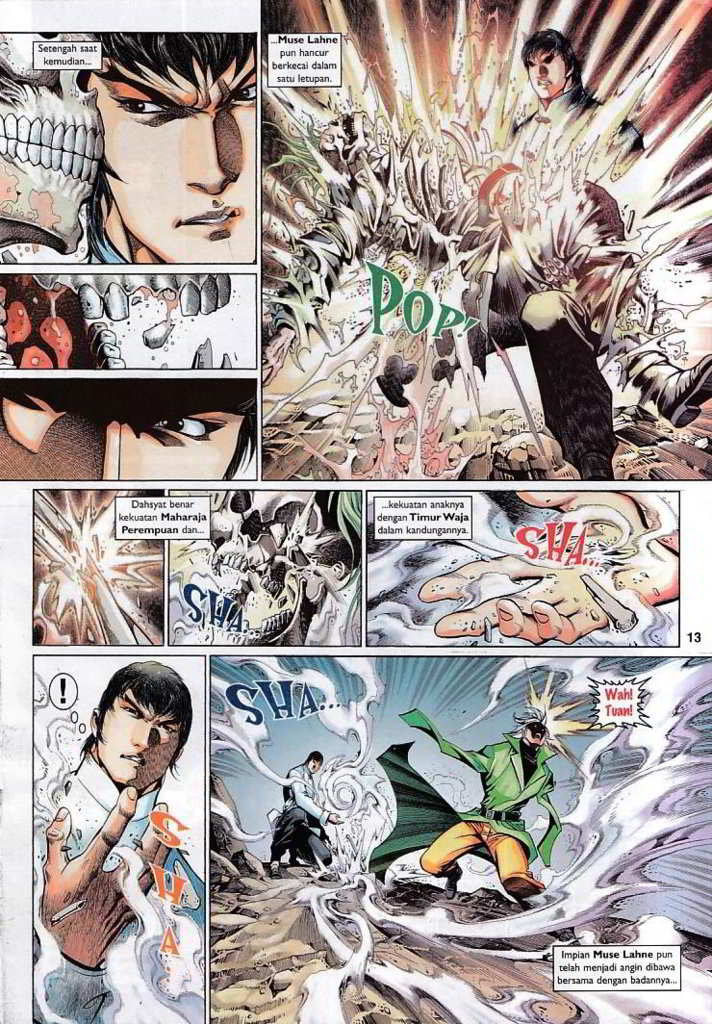 Setengah saat
kemudian...
...Muse Lahne
pun hancur
berkecai dalam
satu letupan.
POP!
Dahsyat benar
kekuatan Maharaja
Perempuan dan...
SHA...
...kekuatan anaknya
dengan Timur Waja
dalam kandungannya.
SHA...
13
!
SHA...
SHA...
Wah!
Tuan!
Impian Muse Lahne pun
telah menjadi angin dibawa
bersama dengan badannya...